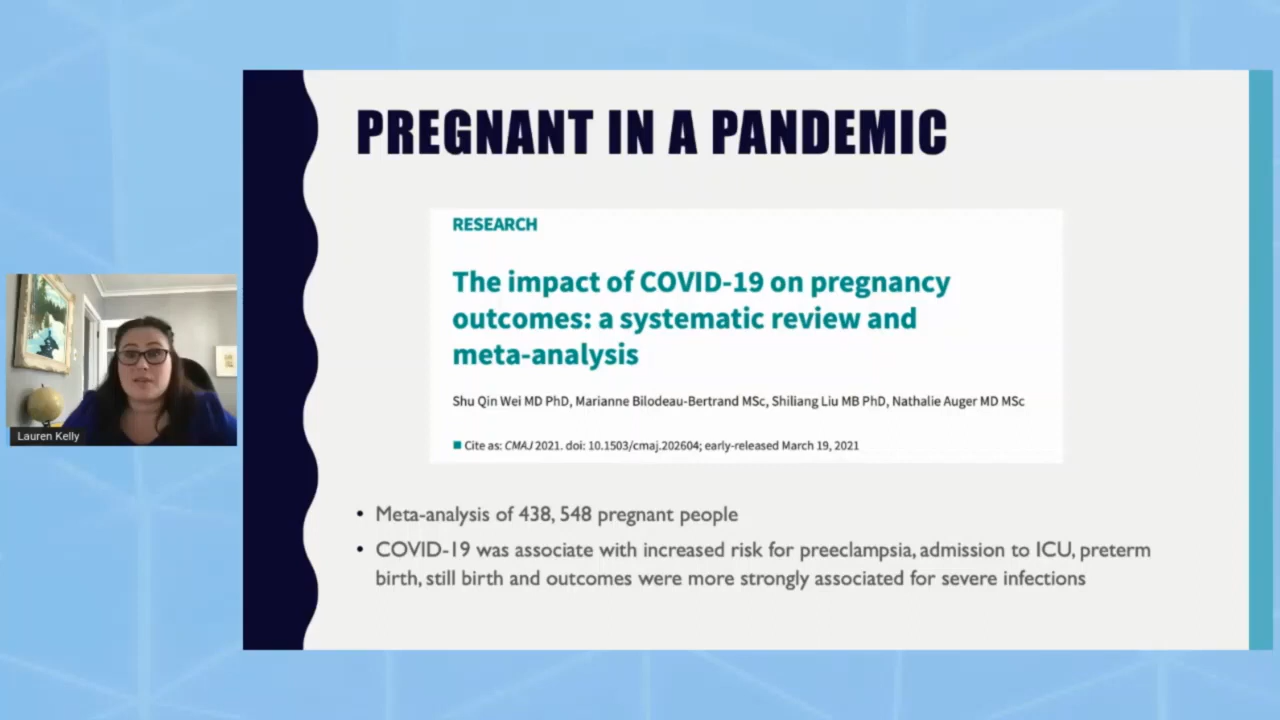 PREGNANT IN A PANDEMIC
RESEARCH
The impact of COVID-19 on pregnancy
outcomes: a systematic review and
meta-analysis
Shu Qin Wei MD PhD, Marianne Bilodeau-Bertrand MSc, Shiliang Liu MB PhD, Nathalie Auger MD MSc
■ Cite as: CMAJ 2021. doi: 10.1503/cmaj.202604; early-released March 19, 2021
Lauren Kelly
• Meta-analysis of 438, 548 pregnant people
• COVID-19 was associate with increased risk for preeclampsia, admission to ICU, preterm
birth, still birth and outcomes were more strongly associated for severe infections